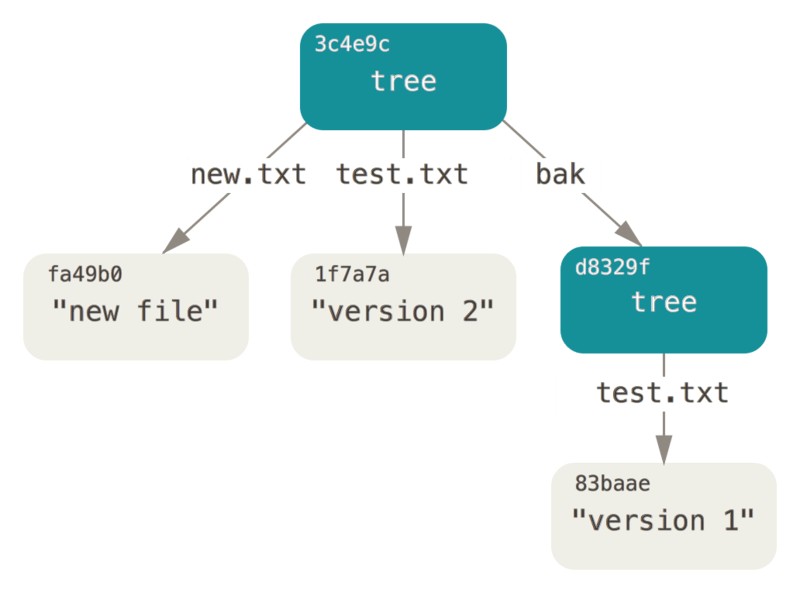 3c4e9c
tree
new.txt test.txt bak
fa49b0
"new file"
1f7a7a
"version 2"
d8329f
tree
test.txt
83baae
"version 1"